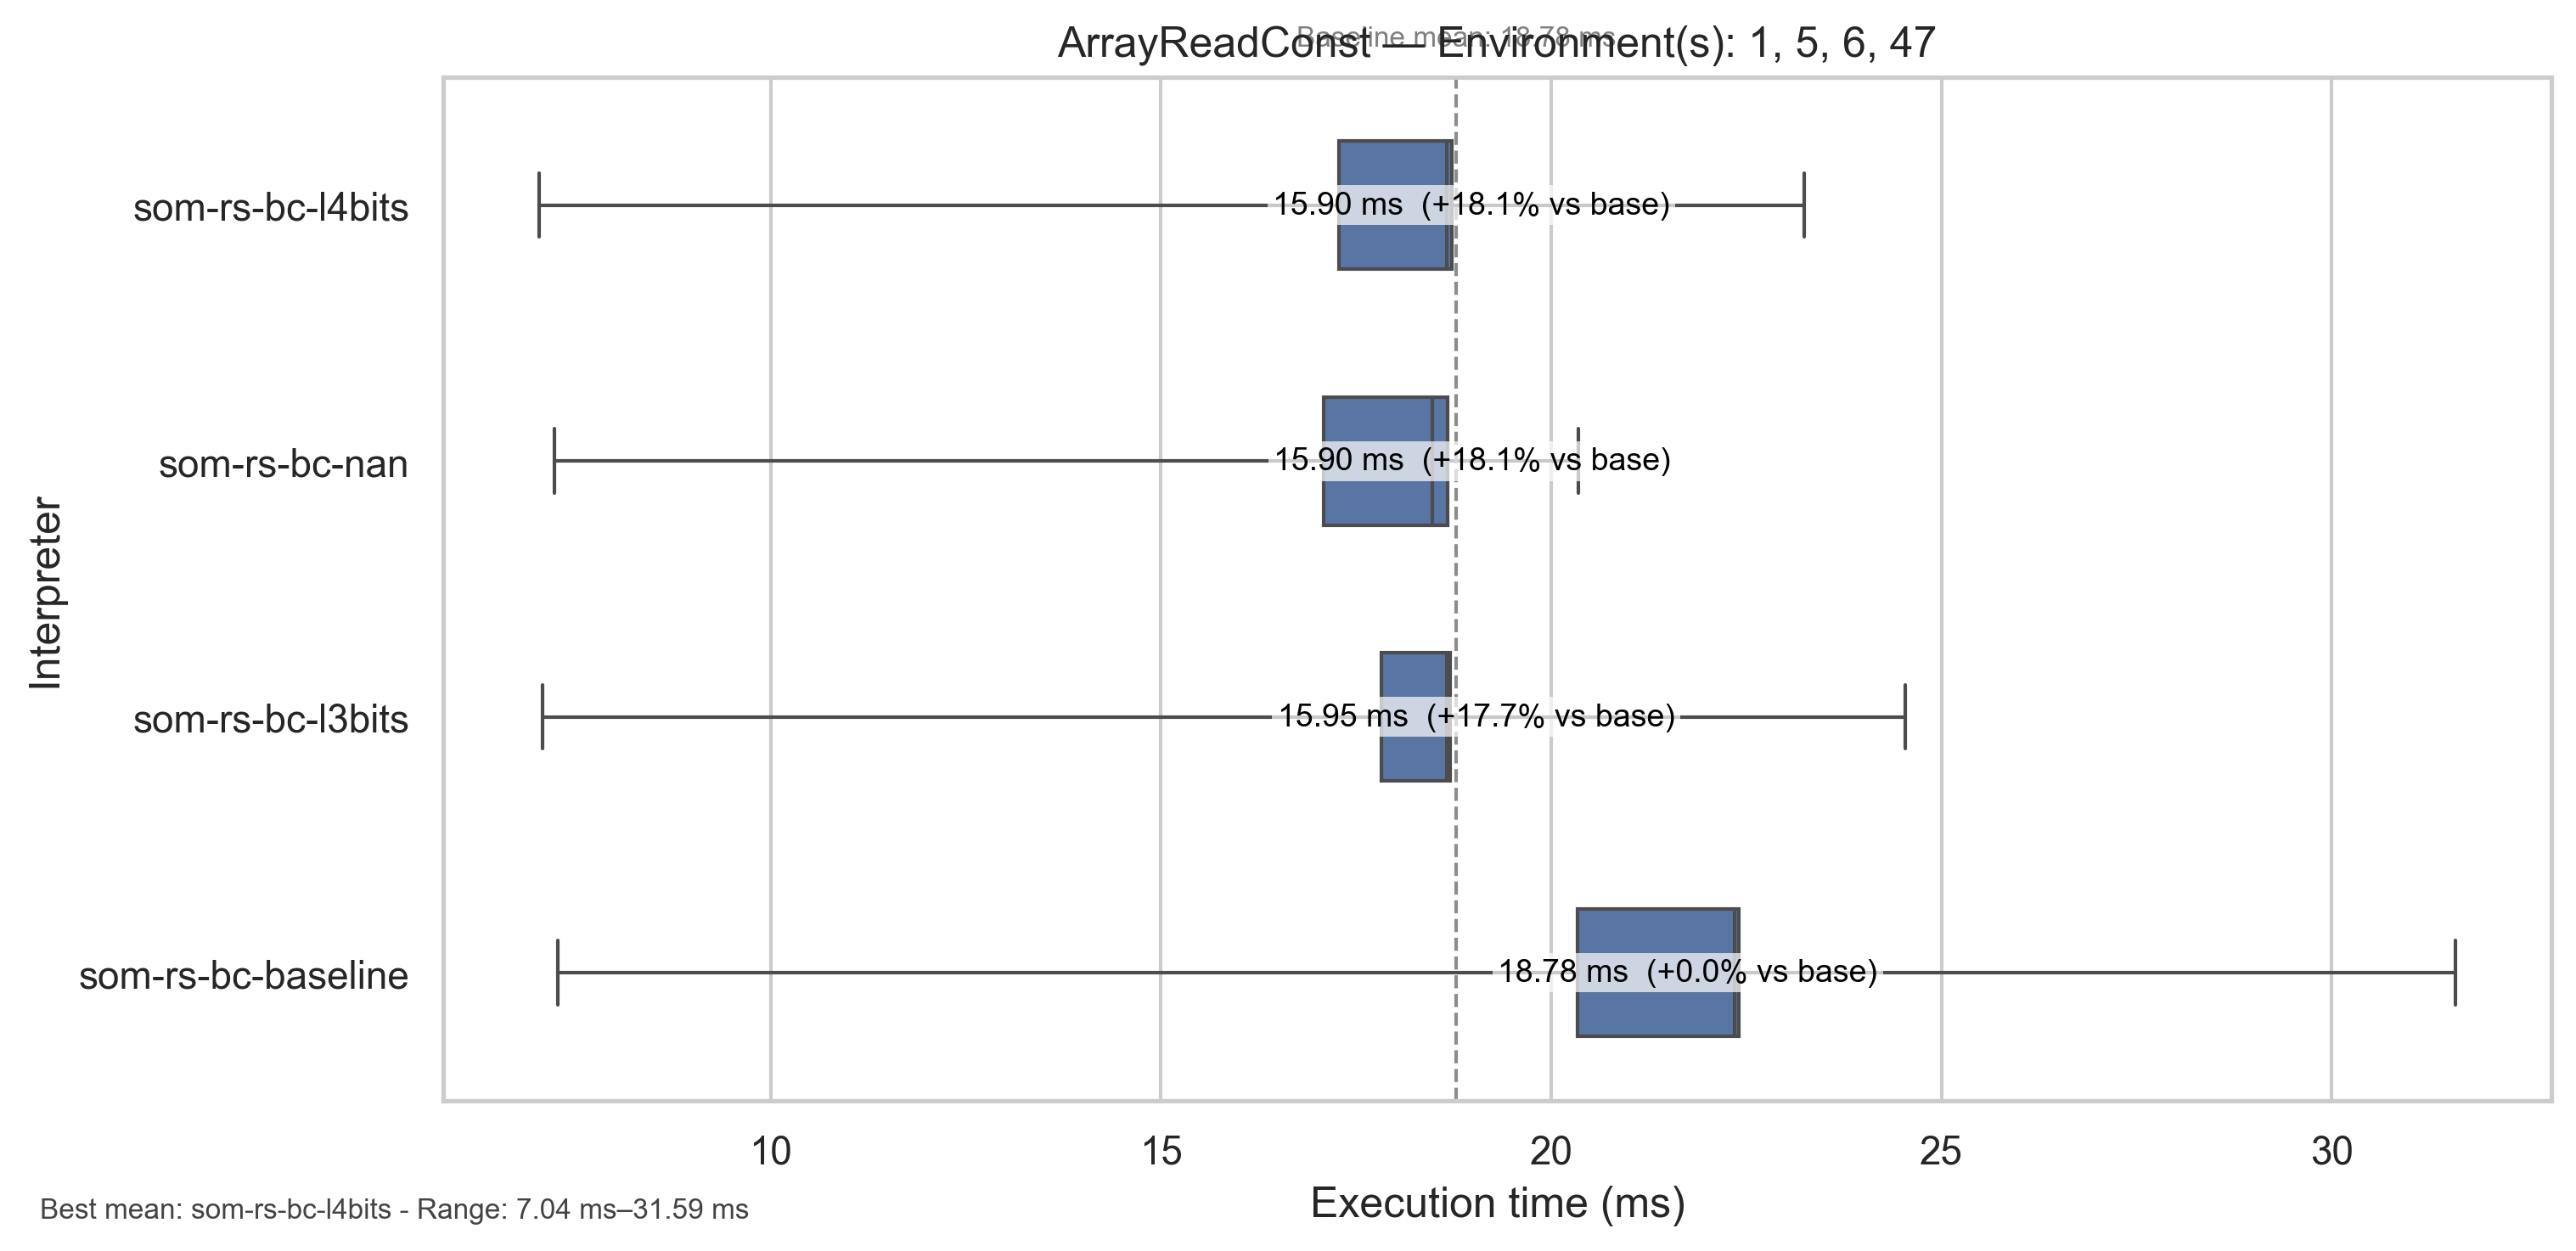 Baseline mean: 18.78 ms
ArrayReadConst — Environment(s): 1, 5, 6, 47
Interpreter
som-rs-bc-l4bits
15.90 ms (+18.1% vs base)
som-rs-bc-nan
15.90 ms (+18.1% vs base)
som-rs-bc-l3bits
15.95 ms (+17.7% vs base)
som-rs-bc-baseline
18.78 ms (+0.0% vs base)
10 15 20 25 30
Execution time (ms)
Best mean: som-rs-bc-l4bits - Range: 7.04 ms–31.59 ms